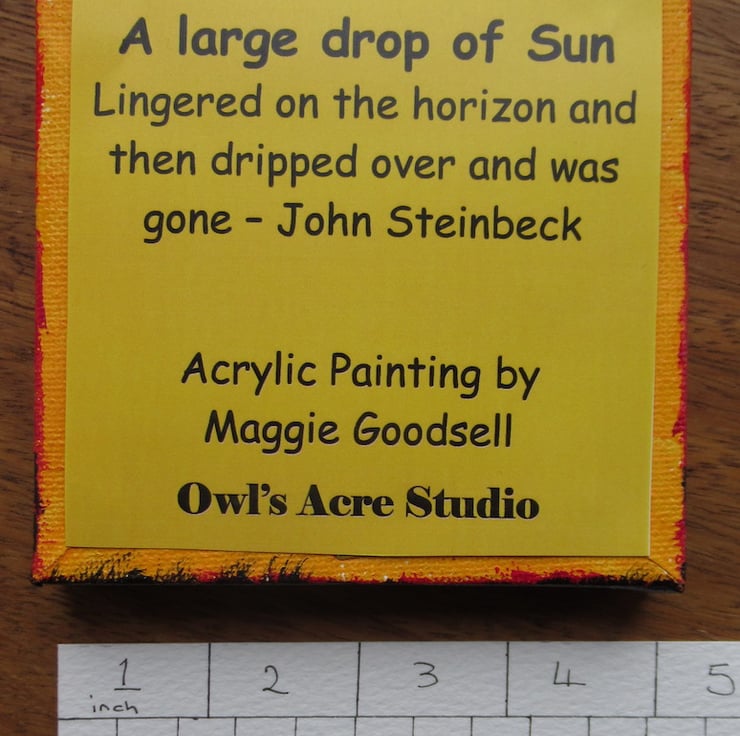 A large drop of Sun
Lingered on the horizon and
then dripped over and was
gone – John Steinbeck
Acrylic Painting by
Maggie Goodsell
Owl's Acre Studio
1 2 3 4 5
inch